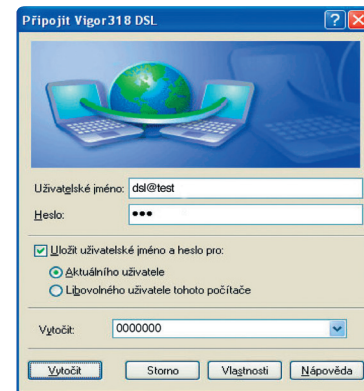 Připojit Vigor318 DSL
Uživatelské jméno: dsl@test
Heslo: •••
Uložit uživatelské jméno a heslo pro:
Aktuálního uživatele
Libovolného uživatele tohoto počítače
Vytočit: 0000000
Vytočit Storno Vlastnosti Nápověda